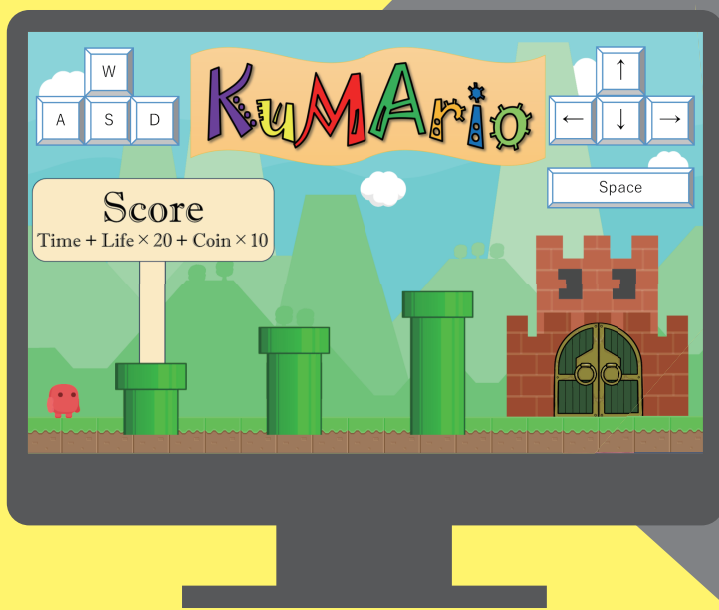 W
A S D
KuMArio
↑
← ↓ →
Space
Score
Time + Life × 20 + Coin × 10